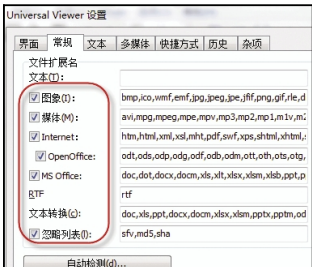 Universal Viewer 设置
界面 常规 文本 多媒体 快捷方式 历史 杂项
文件扩展名
文本(T):
图象(I): bmp,ico,wmf,emf,jpg,jpeg,jpe,jfif,png,gif,rle,d
媒体(M): avi,mpg,mpeg,mpe,mpv,mp3,mp2,mp1,m1v,m2
Internet: htm,html,xml,xsl,mht,pdf,swf,xps,shtml,xhtml,
OpenOffice: odt,ods,odp,odg,odf,odb,odm,ott,oth,ots,otg,
MS Office: doc,dot,docx,docm,xls,xlt,xlsx,xlsm,xlsb,ppt,p
RTF rtf
文本转换(c): doc,xls,ppt,docx,docm,xlsx,xlsm,pptx,pptm,od
忽略列表(I): sfv,md5,sha
自动检测(d)...